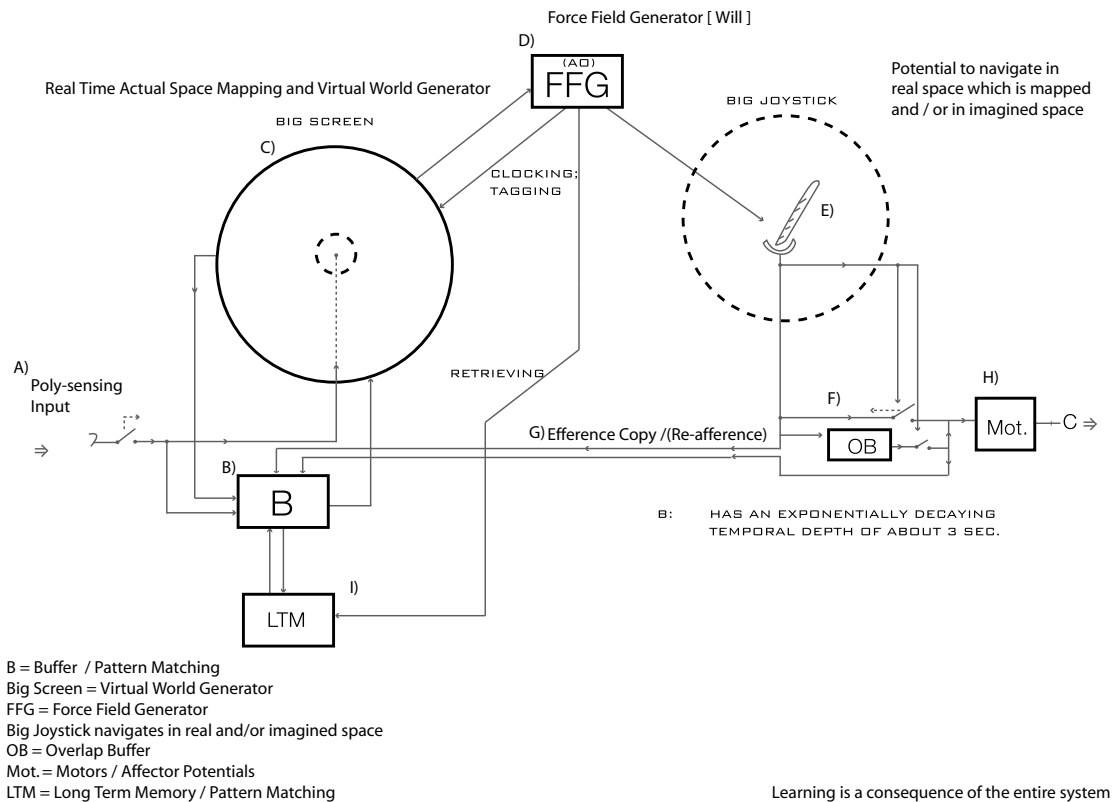 Force Field Generator [ Will ]
D)
(AO)
FFG
Real Time Actual Space Mapping and Virtual World Generator
Potential to navigate in
real space which is mapped
and / or in imagined space
BIG SCREEN
BIG JOYSTICK
C)
CLOCKING;
TAGGING
E)
A)
Poly-sensing
Input
RETRIEVING
H)
F)
Mot.
C
G) Efference Copy /(Re-afference)
OB
B)
B
B: HAS AN EXPONENTIALLY DECAYING
TEMPORAL DEPTH OF ABOUT 3 SEC.
I)
LTM
B = Buffer / Pattern Matching
Big Screen = Virtual World Generator
FFG = Force Field Generator
Big Joystick navigates in real and/or imagined space
OB = Overlap Buffer
Mot. = Motors / Affector Potentials
LTM = Long Term Memory / Pattern Matching
Learning is a consequence of the entire system